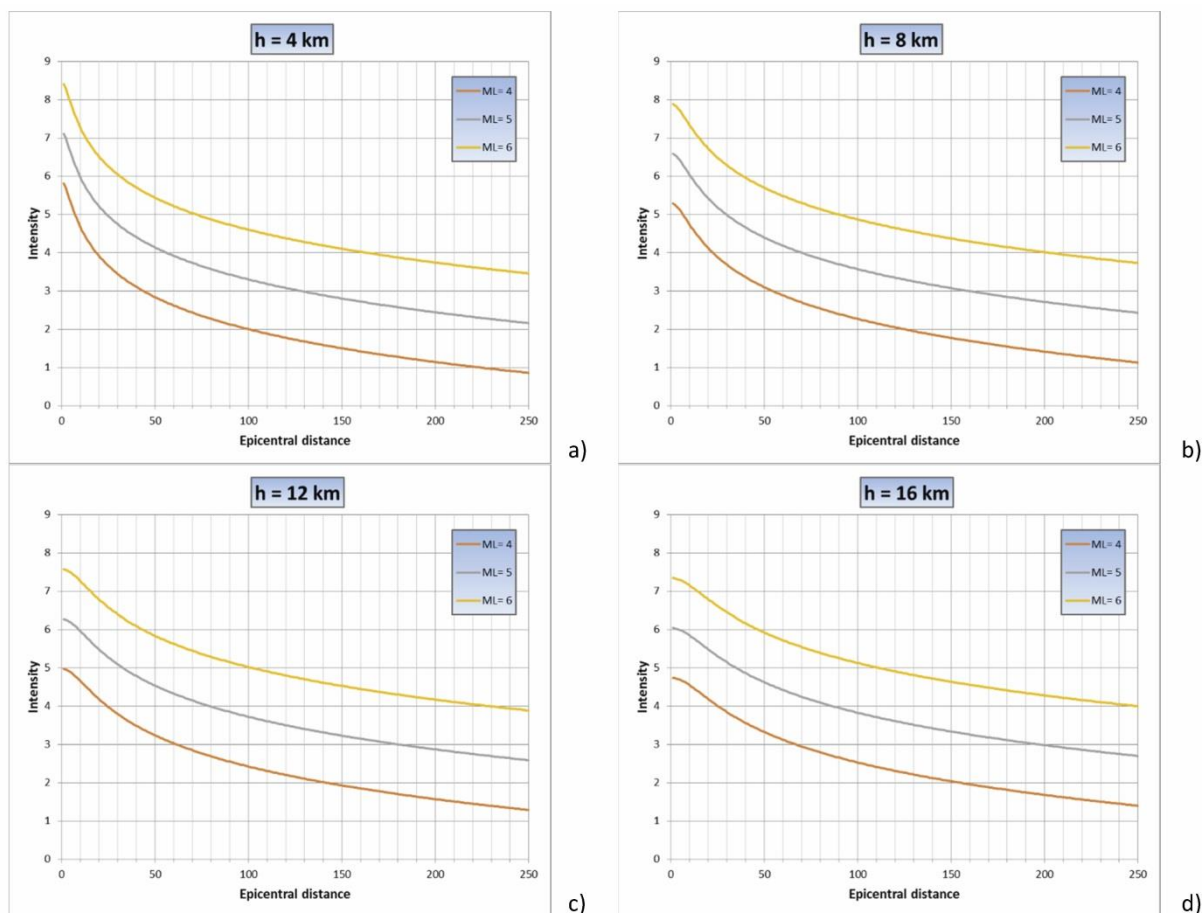 h = 4 km
9
8
7
6
5
4
3
2
1
0
Intensity
ML= 4
ML= 5
ML= 6
0 50 100 150 200 250
Epicentral distance
a)
h = 8 km
9
8
7
6
5
4
3
2
1
0
Intensity
ML= 4
ML= 5
ML= 6
0 50 100 150 200 250
Epicentral distance
b)
h = 12 km
9
8
7
6
5
4
3
2
1
0
Intensity
ML= 4
ML= 5
ML= 6
0 50 100 150 200 250
Epicentral distance
c)
h = 16 km
9
8
7
6
5
4
3
2
1
0
Intensity
ML= 4
ML= 5
ML= 6
0 50 100 150 200 250
Epicentral distance
d)